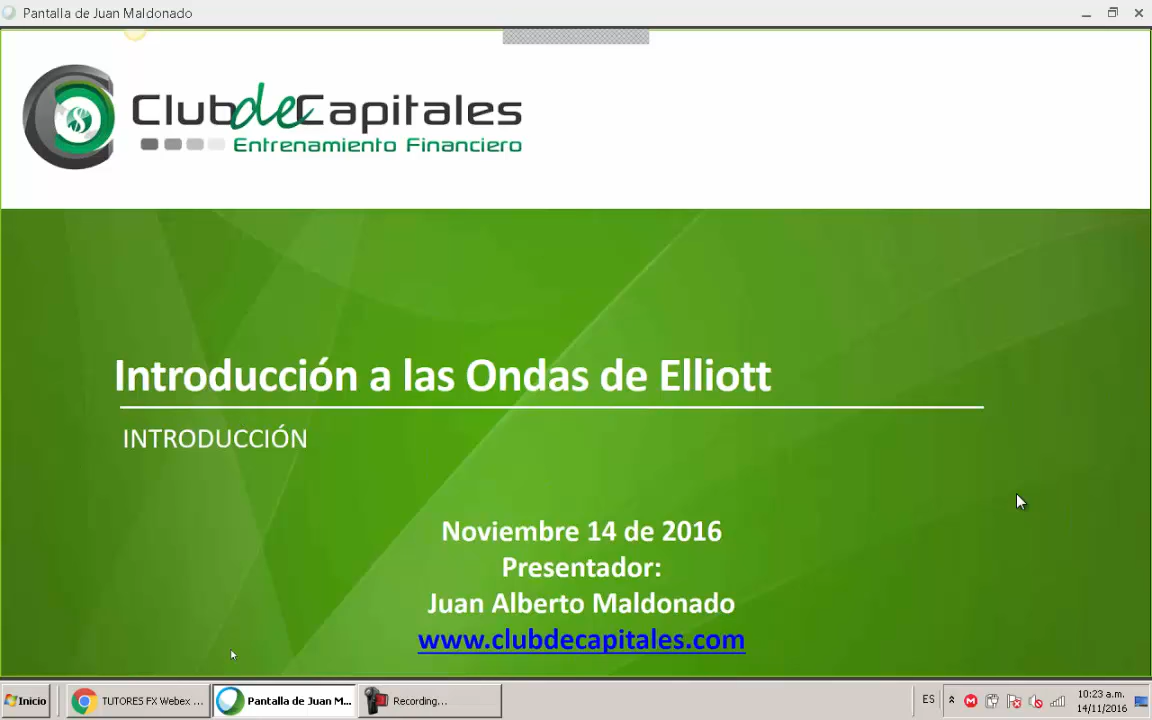 Pantalla de Juan Maldonado
ClubdeCapitales
Entrenamiento Financiero
Introducción a las Ondas de Elliott
INTRODUCCIÓN
Noviembre 14 de 2016
Presentador:
Juan Alberto Maldonado
www.clubdecapitales.com
Inicio
TUTORES FX Webex ...
Pantalla de Juan M...
Recording...
ES
10:23 a.m.
14/11/2016